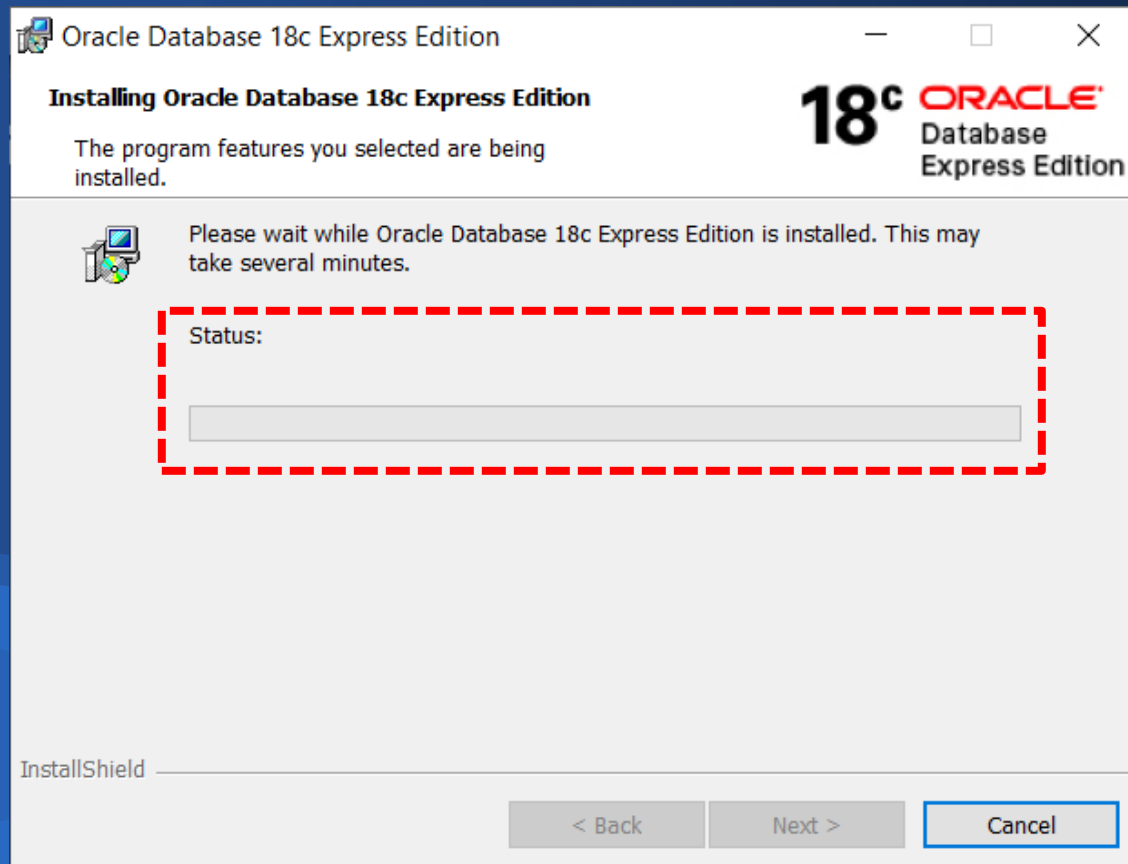 Oracle Database 18c Express Edition
Installing Oracle Database 18c Express Edition
The program features you selected are being
installed.
18c ORACLE
Database
Express Edition
Please wait while Oracle Database 18c Express Edition is installed. This may
take several minutes.
Status:
InstallShield
< Back
Next >
Cancel